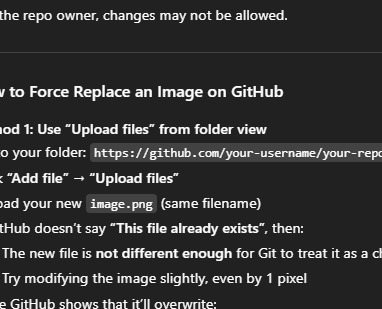 the repo owner, changes may not be allowed.
w to Force Replace an Image on GitHub
nod 1: Use “Upload files” from folder view
to your folder: https://github.com/your-username/your-repo
k “Add file” → “Upload files”
oad your new image.png (same filename)
tHub doesn’t say “This file already exists”, then:
The new file is not different enough for Git to treat it as a ch
Try modifying the image slightly, even by 1 pixel
e GitHub shows that it’ll overwrite: